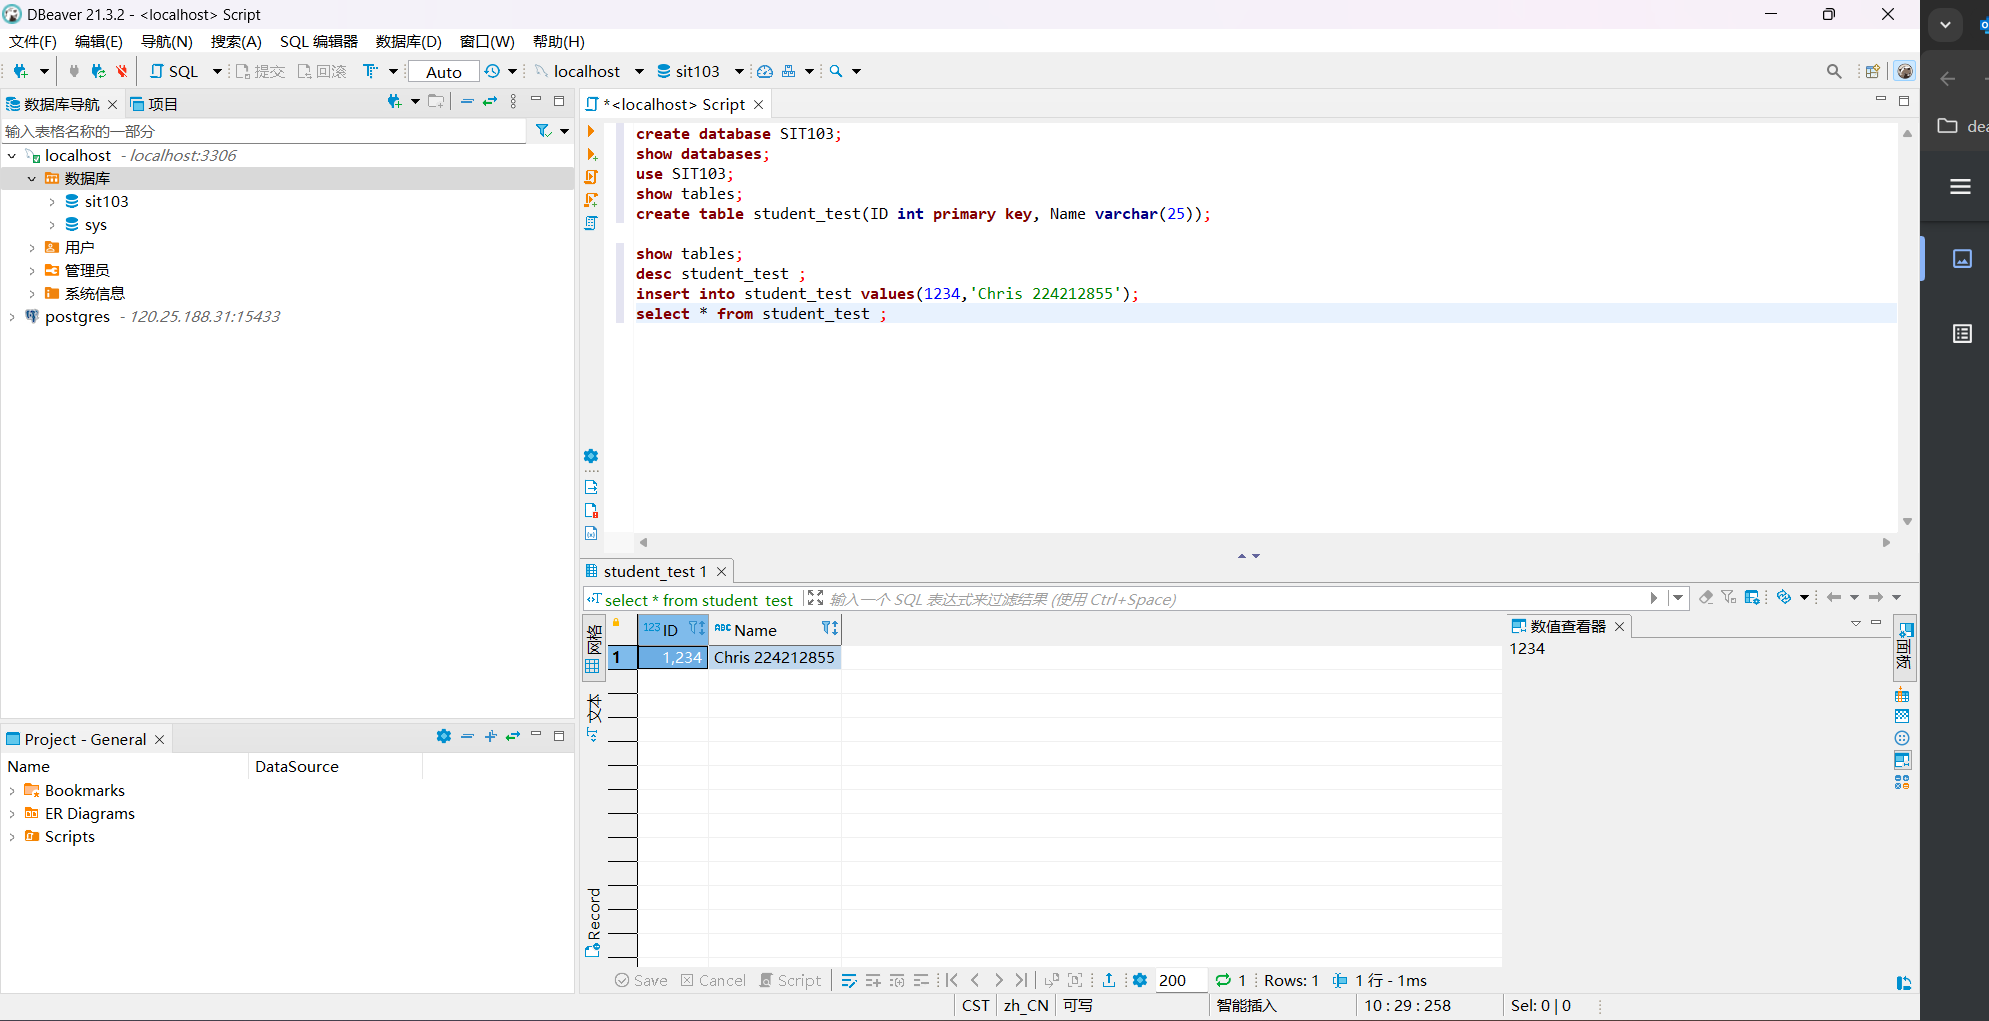 DBeaver 21.3.2 - <localhost> Script
文件(F) 编辑(E) 导航(N) 搜索(A) SQL 编辑器 数据库(D) 窗口(W) 帮助(H)
SQL 提交 回滚 Auto localhost sit103
数据库导航 项目
输入表格名称的一部分
localhost - localhost:3306
数据库
sit103
sys
用户
管理员
系统信息
postgres - 120.25.188.31:15433
Project - General
Name DataSource
Bookmarks
ER Diagrams
Scripts
*<localhost> Script
create database SIT103;
show databases;
use SIT103;
show tables;
create table student_test(ID int primary key, Name varchar(25));
show tables;
desc student_test ;
insert into student_test values(1234,'Chris 224212855');
select * from student_test ;
student_test 1
select * from student_test 输入一个 SQL 表达式来过滤结果 (使用 Ctrl+Space)
网格
文本
Record
123 ID ABC Name
1 1,234 Chris 224212855
数值查看器
1234
面板
Save Cancel Script 200 1 Rows: 1 1 行 - 1ms
CST zh_CN 可写 智能插入 10 : 29 : 258 Sel: 0 | 0